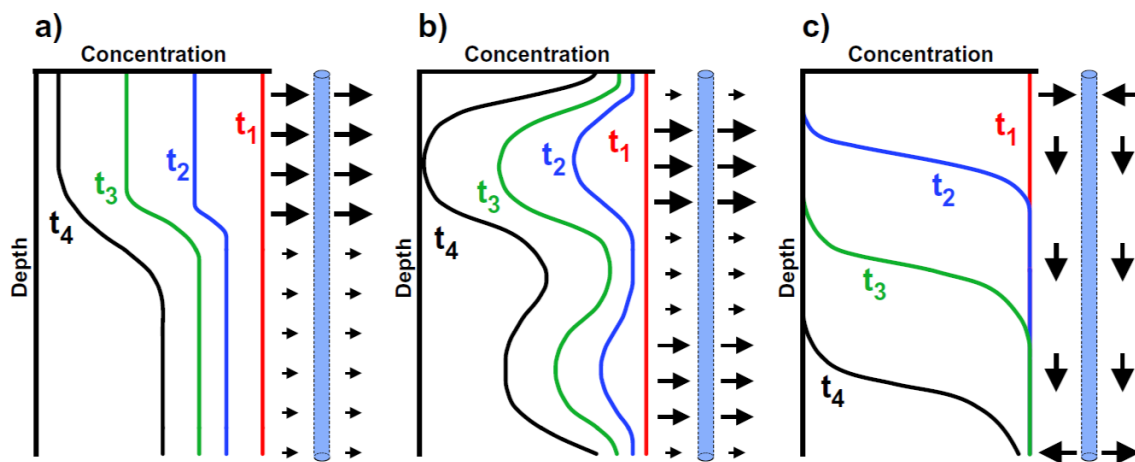 a)
Concentration
Depth
t1
t2
t3
t4
b)
Concentration
Depth
t1
t2
t3
t4
c)
Concentration
Depth
t1
t2
t3
t4